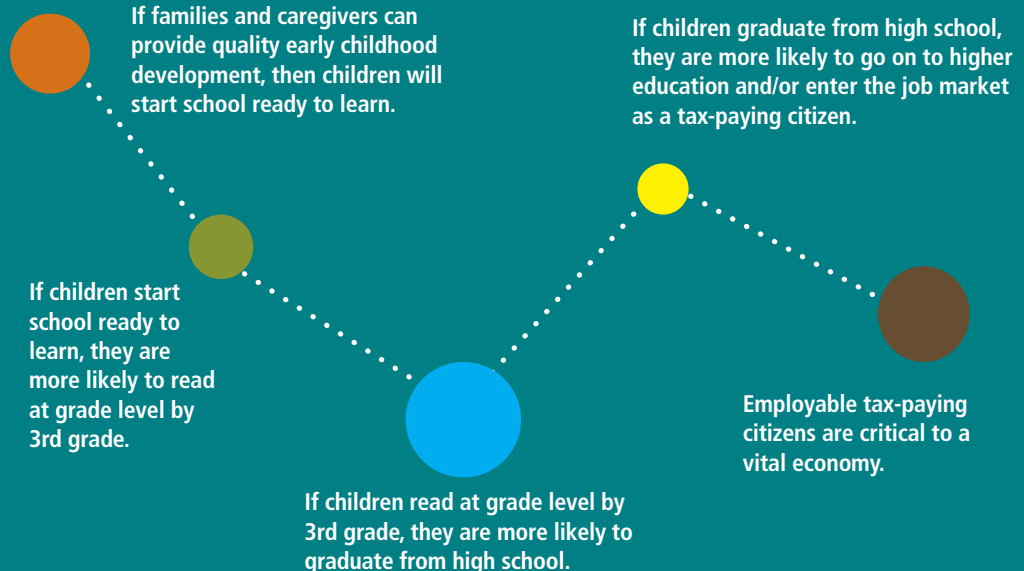 If families and caregivers can
provide quality early childhood
development, then children will
start school ready to learn.
If children start
school ready to
learn, they are
more likely to read
at grade level by
3rd grade.
If children read at grade level by
3rd grade, they are more likely to
graduate from high school.
If children graduate from high school,
they are more likely to go on to higher
education and/or enter the job market
as a tax-paying citizen.
Employable tax-paying
citizens are critical to a
vital economy.